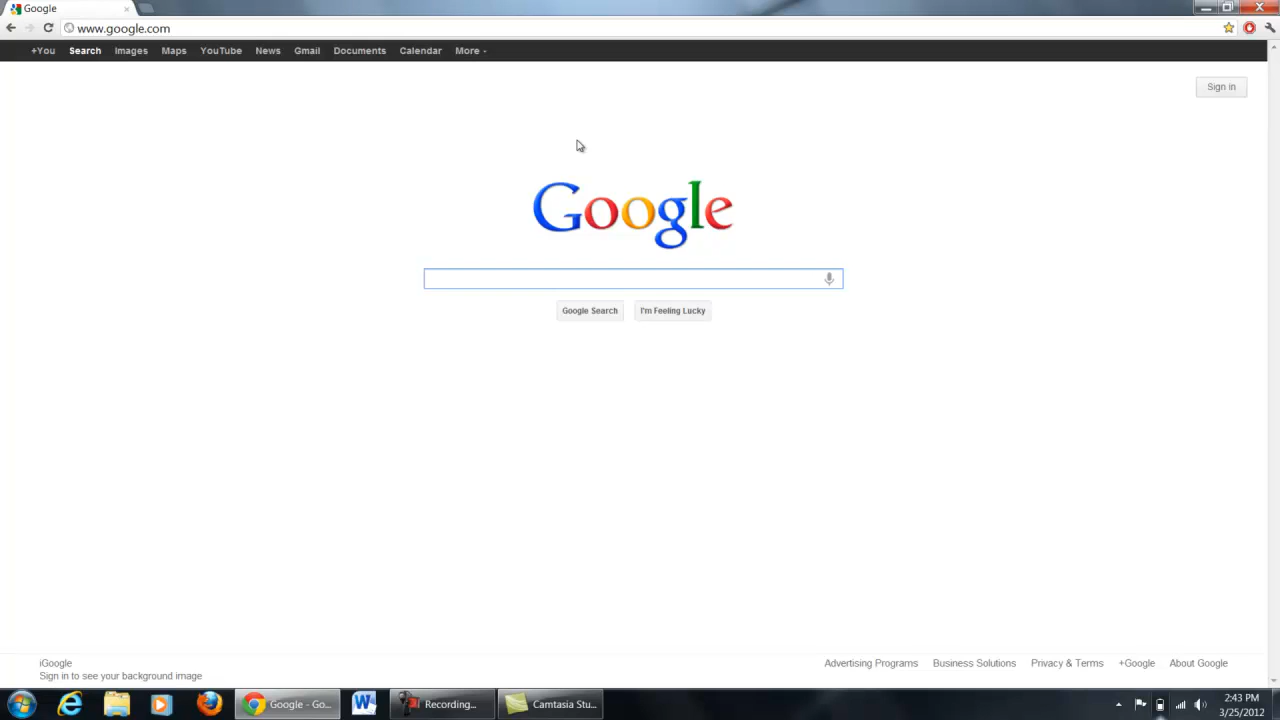 Google
www.google.com
+You Search Images Maps YouTube News Gmail Documents Calendar More
Sign in
Google
Google Search I'm Feeling Lucky
iGoogle
Sign in to see your background image
Advertising Programs Business Solutions Privacy & Terms +Google About Google
Google - Go... Recording... Camtasia Stu...
2:43 PM
3/25/2012